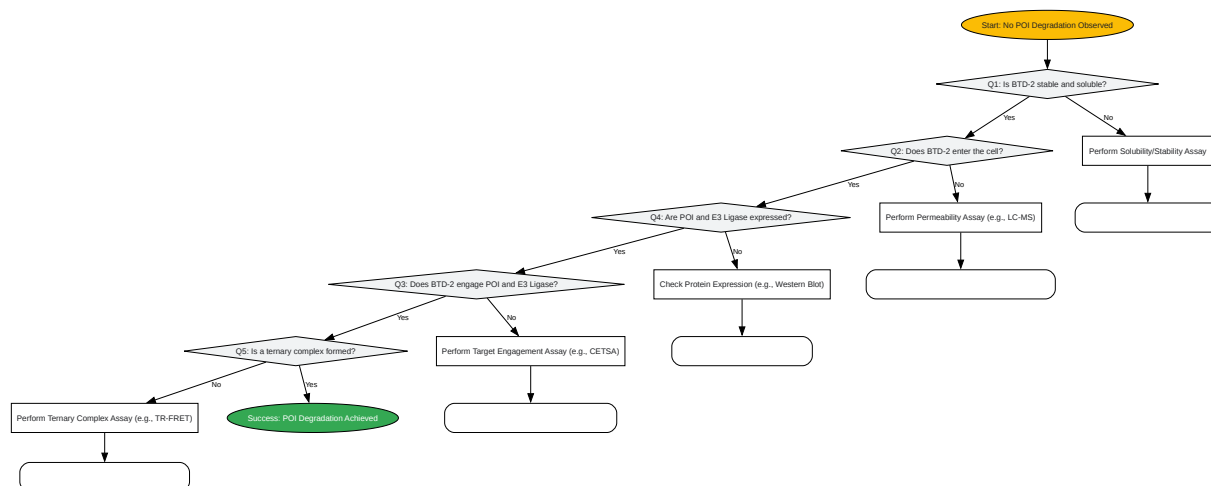 Start: No POI Degradation Observed
Q1: Is BTD-2 stable and soluble?
Yes
No
Q2: Does BTD-2 enter the cell?
Perform Solubility/Stability Assay
Yes
No
Q4: Are POI and E3 Ligase expressed?
Perform Permeability Assay (e.g., LC-MS)
Yes
No
Q3: Does BTD-2 engage POI and E3 Ligase?
Check Protein Expression (e.g., Western Blot)
Yes
No
Q5: Is a ternary complex formed?
Perform Target Engagement Assay (e.g., CETSA)
No
Yes
Perform Ternary Complex Assay (e.g., TR-FRET)
Success: POI Degradation Achieved